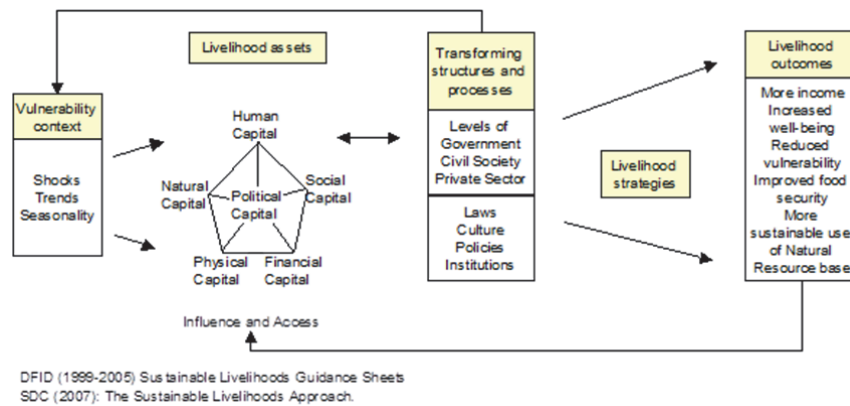 Livelihood assets
Transforming
structures and
processes
Livelihood
outcomes
Vulnerability
context
Shocks
Trends
Seasonality
Human
Capital
Natural
Capital
Political
Capital
Social
Capital
Physical
Capital
Financial
Capital
Influence and Access
Levels of
Government
Civil Society
Private Sector
Laws
Culture
Policies
Institutions
Livelihood
strategies
More income
Increased
well-being
Reduced
vulnerability
Improved food
security
More
sustainable use
of Natural
Resource base
DFID (1999-2005) Sustainable Livelihoods Guidance Sheets
SDC (2007): The Sustainable Livelihoods Approach.